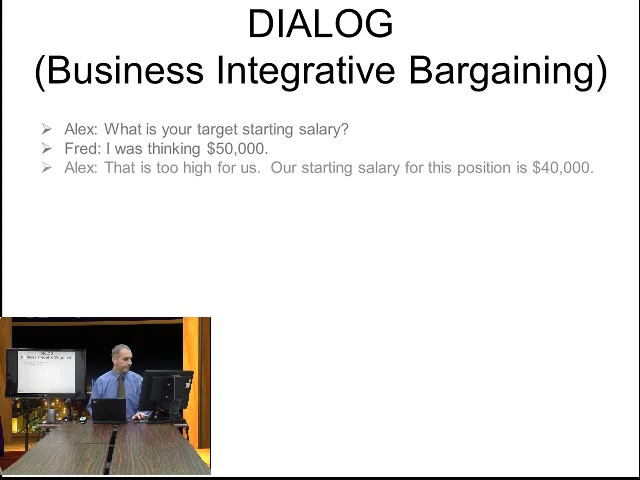 DIALOG
(Business Integrative Bargaining)
➢ Alex: What is your target starting salary?
➢ Fred: I was thinking $50,000.
➢ Alex: That is too high for us.  Our starting salary for this position is $40,000.